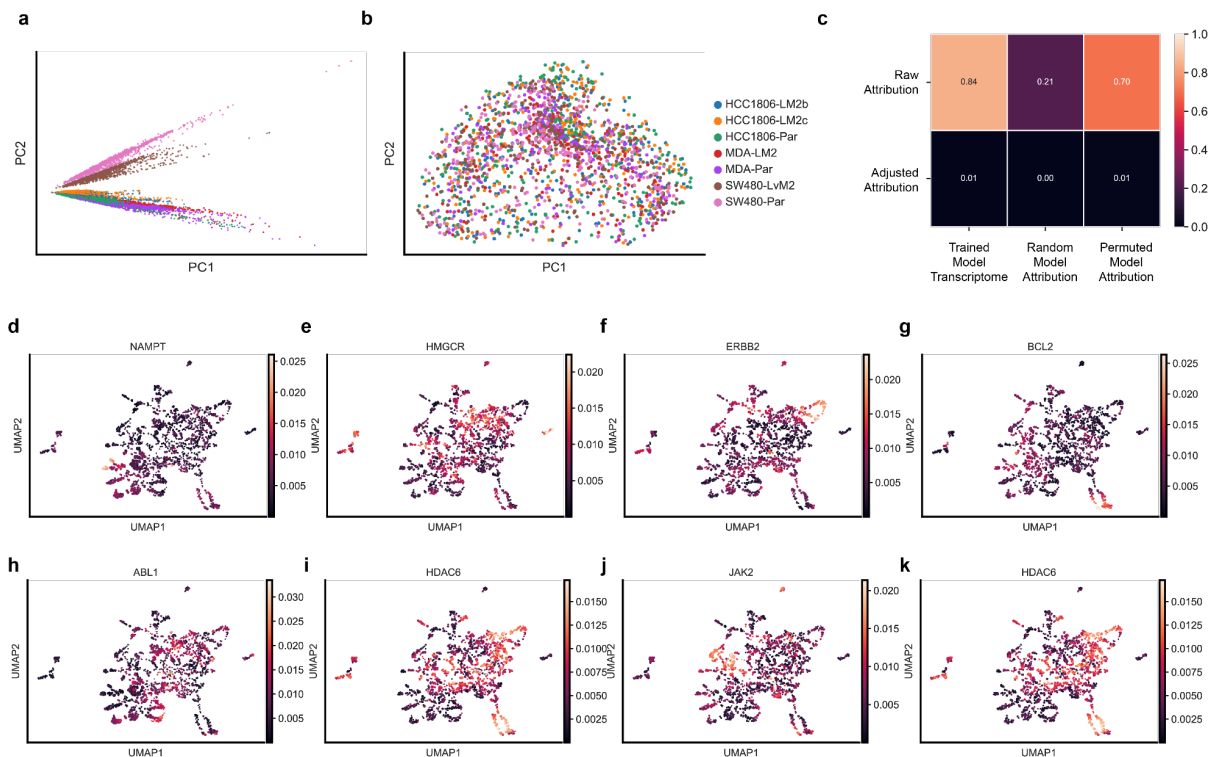 a
b
c
PC2
PC1
PC2
PC1
HCC1806-LM2b
HCC1806-LM2c
HCC1806-Par
MDA-LM2
MDA-Par
SW480-LvM2
SW480-Par
Raw
Attribution
Adjusted
Attribution
0.84
0.21
0.70
0.01
0.00
0.01
Trained
Model
Transcriptome
Random
Model
Attribution
Permuted
Model
Attribution
1.0
0.8
0.6
0.4
0.2
0.0
d
NAMPT
UMAP2
UMAP1
0.025
0.020
0.015
0.010
0.005
e
HMGCR
UMAP2
UMAP1
0.020
0.015
0.010
0.005
f
ERBB2
UMAP2
UMAP1
0.020
0.015
0.010
0.005
g
BCL2
UMAP2
UMAP1
0.025
0.020
0.015
0.010
0.005
h
ABL1
UMAP2
UMAP1
0.030
0.025
0.020
0.015
0.010
0.005
i
HDAC6
UMAP2
UMAP1
0.0150
0.0125
0.0100
0.0075
0.0050
0.0025
j
JAK2
UMAP2
UMAP1
0.020
0.015
0.010
0.005
k
HDAC6
UMAP2
UMAP1
0.0150
0.0125
0.0100
0.0075
0.0050
0.0025